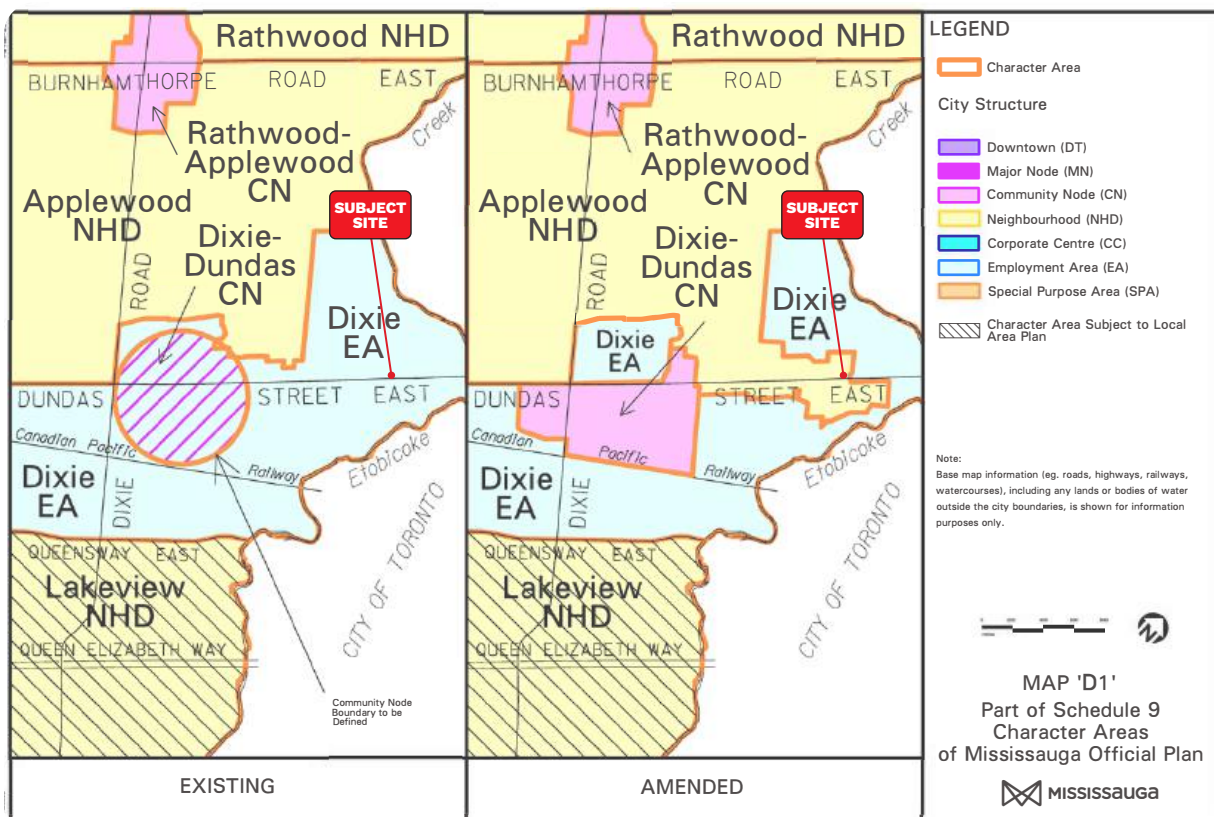 Rathwood NHD
BURNHAMTHORPE ROAD EAST
Creek
Rathwood-
Applewood
CN
Applewood
NHD
SUBJECT
SITE
Dixie-
Dundas
CN
ROAD
Dixie
EA
DUNDAS STREET EAST
Canadian Pacific Railway
Etobicoke
Dixie
EA
DIXIE
QUEENSWAY EAST
Lakeview
NHD
CITY OF TORONTO
QUEEN ELIZABETH WAY
Community Node
Boundary to be
Defined
EXISTING
Rathwood NHD
BURNHAMTHORPE ROAD EAST
Creek
Rathwood-
Applewood
CN
Applewood
NHD
SUBJECT
SITE
Dixie-
Dundas
CN
ROAD
Dixie
EA
Dixie
EA
DUNDAS STREET EAST
Canadian Pacific Railway
Etobicoke
Dixie
EA
DIXIE
QUEENSWAY EAST
Lakeview
NHD
CITY OF TORONTO
QUEEN ELIZABETH WAY
AMENDED
LEGEND
Character Area
City Structure
Downtown (DT)
Major Node (MN)
Community Node (CN)
Neighbourhood (NHD)
Corporate Centre (CC)
Employment Area (EA)
Special Purpose Area (SPA)
Character Area Subject to Local
Area Plan
Note:
Base map information (eg. roads, highways, railways,
watercourses), including any lands or bodies of water
outside the city boundaries, is shown for information
purposes only.
MAP 'D1'
Part of Schedule 9
Character Areas
of Mississauga Official Plan
MISSISSAUGA